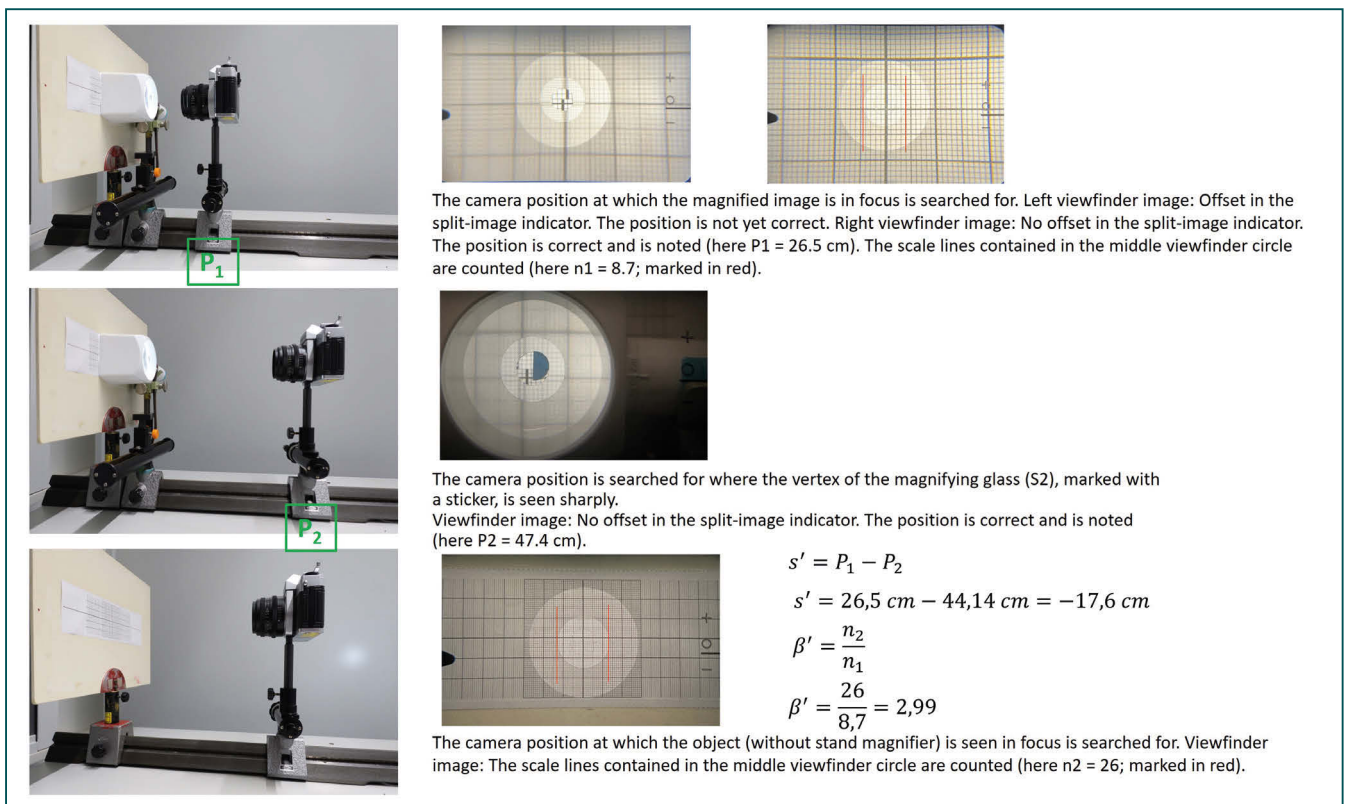 The camera position at which the magnified image is in focus is searched for. Left viewfinder image: Offset in the
split-image indicator. The position is not yet correct. Right viewfinder image: No offset in the split-image indicator.
The position is correct and is noted (here P1 = 26.5 cm). The scale lines contained in the middle viewfinder circle
are counted (here n1 = 8.7; marked in red).
P₁
The camera position is searched for where the vertex of the magnifying glass (S2), marked with
a sticker, is seen sharply.
Viewfinder image: No offset in the split-image indicator. The position is correct and is noted
(here P2 = 47.4 cm).
P₂
s′ = P₁ − P₂
s′ = 26,5 cm − 44,14 cm = −17,6 cm
β′ = n₂/n₁
β′ = 26/8,7 = 2,99
The camera position at which the object (without stand magnifier) is seen in focus is searched for. Viewfinder
image: The scale lines contained in the middle viewfinder circle are counted (here n2 = 26; marked in red).